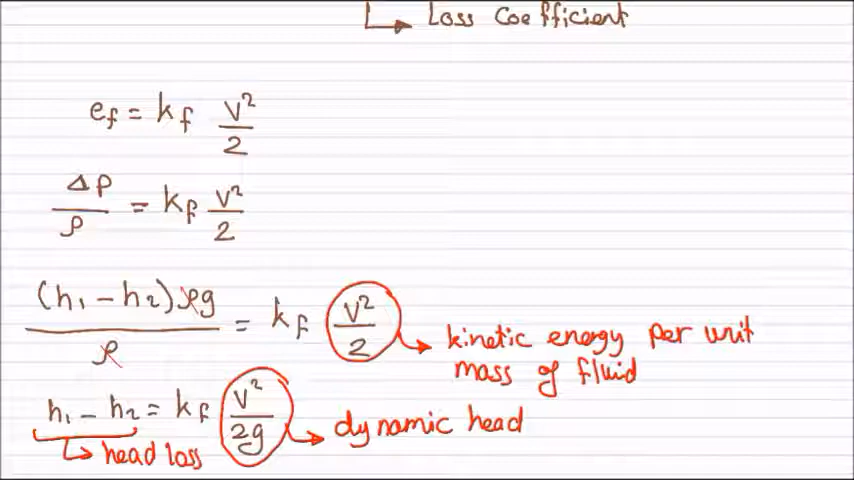 Loss Coefficient
e_f = k_f V²/2
ΔP/ρ = k_f V²/2
(h₁ - h₂) ρg / ρ = k_f V²/2
kinetic energy per unit
mass of fluid
h₁ - h₂ = k_f V²/2g
dynamic head
head loss